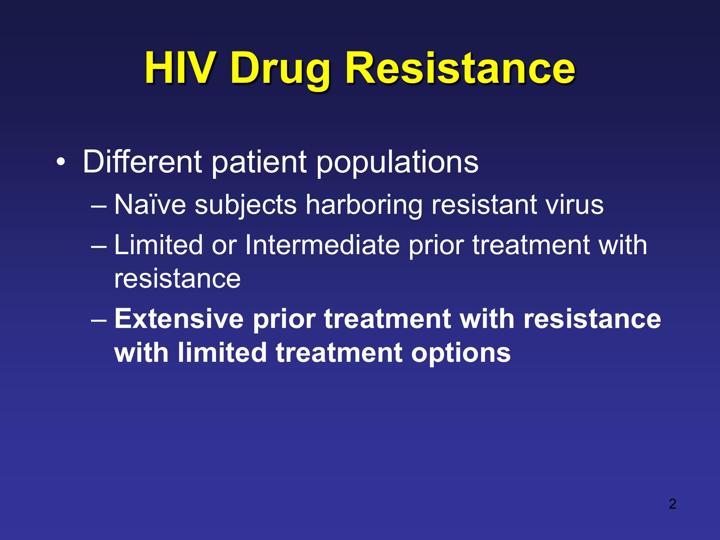 HIV Drug Resistance
• Different patient populations
– Naïve subjects harboring resistant virus
– Limited or Intermediate prior treatment with
resistance
– Extensive prior treatment with resistance
with limited treatment options
2